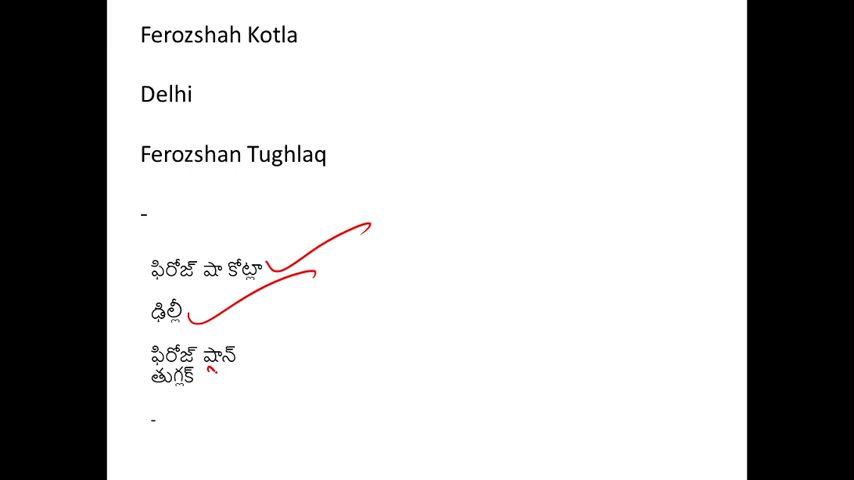 Ferozshah Kotla
Delhi
Ferozshan Tughlaq
-
ఫిరోజ్ షా కోట్లా
ఢిల్లీ
ఫిరోజ్ షాన్
తుగ్లక్
-